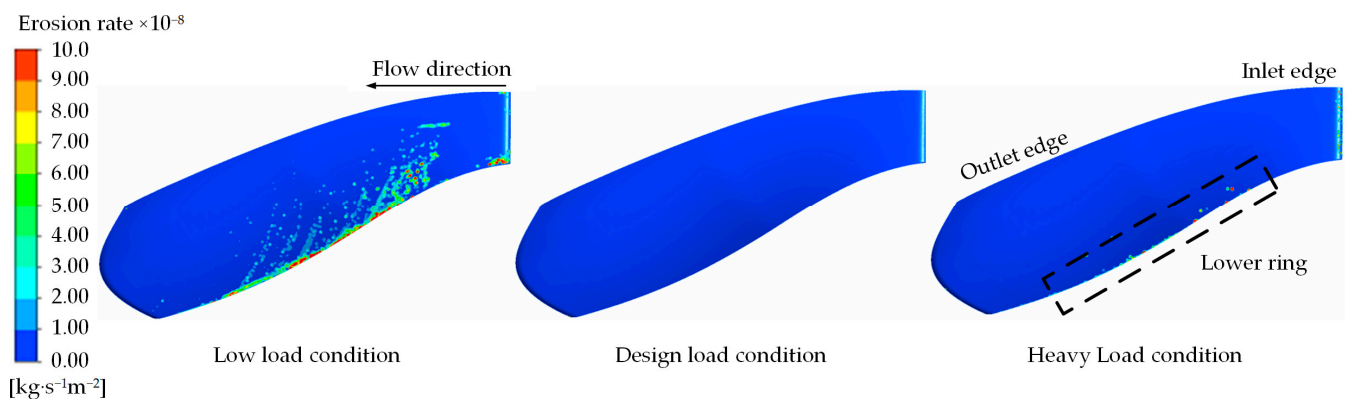 Erosion rate ×10⁻⁸
10.0
9.00
8.00
7.00
6.00
5.00
4.00
3.00
2.00
1.00
0.00
[kg·s⁻¹m⁻²]
Flow direction
Inlet edge
Outlet edge
Lower ring
Low load condition
Design load condition
Heavy Load condition